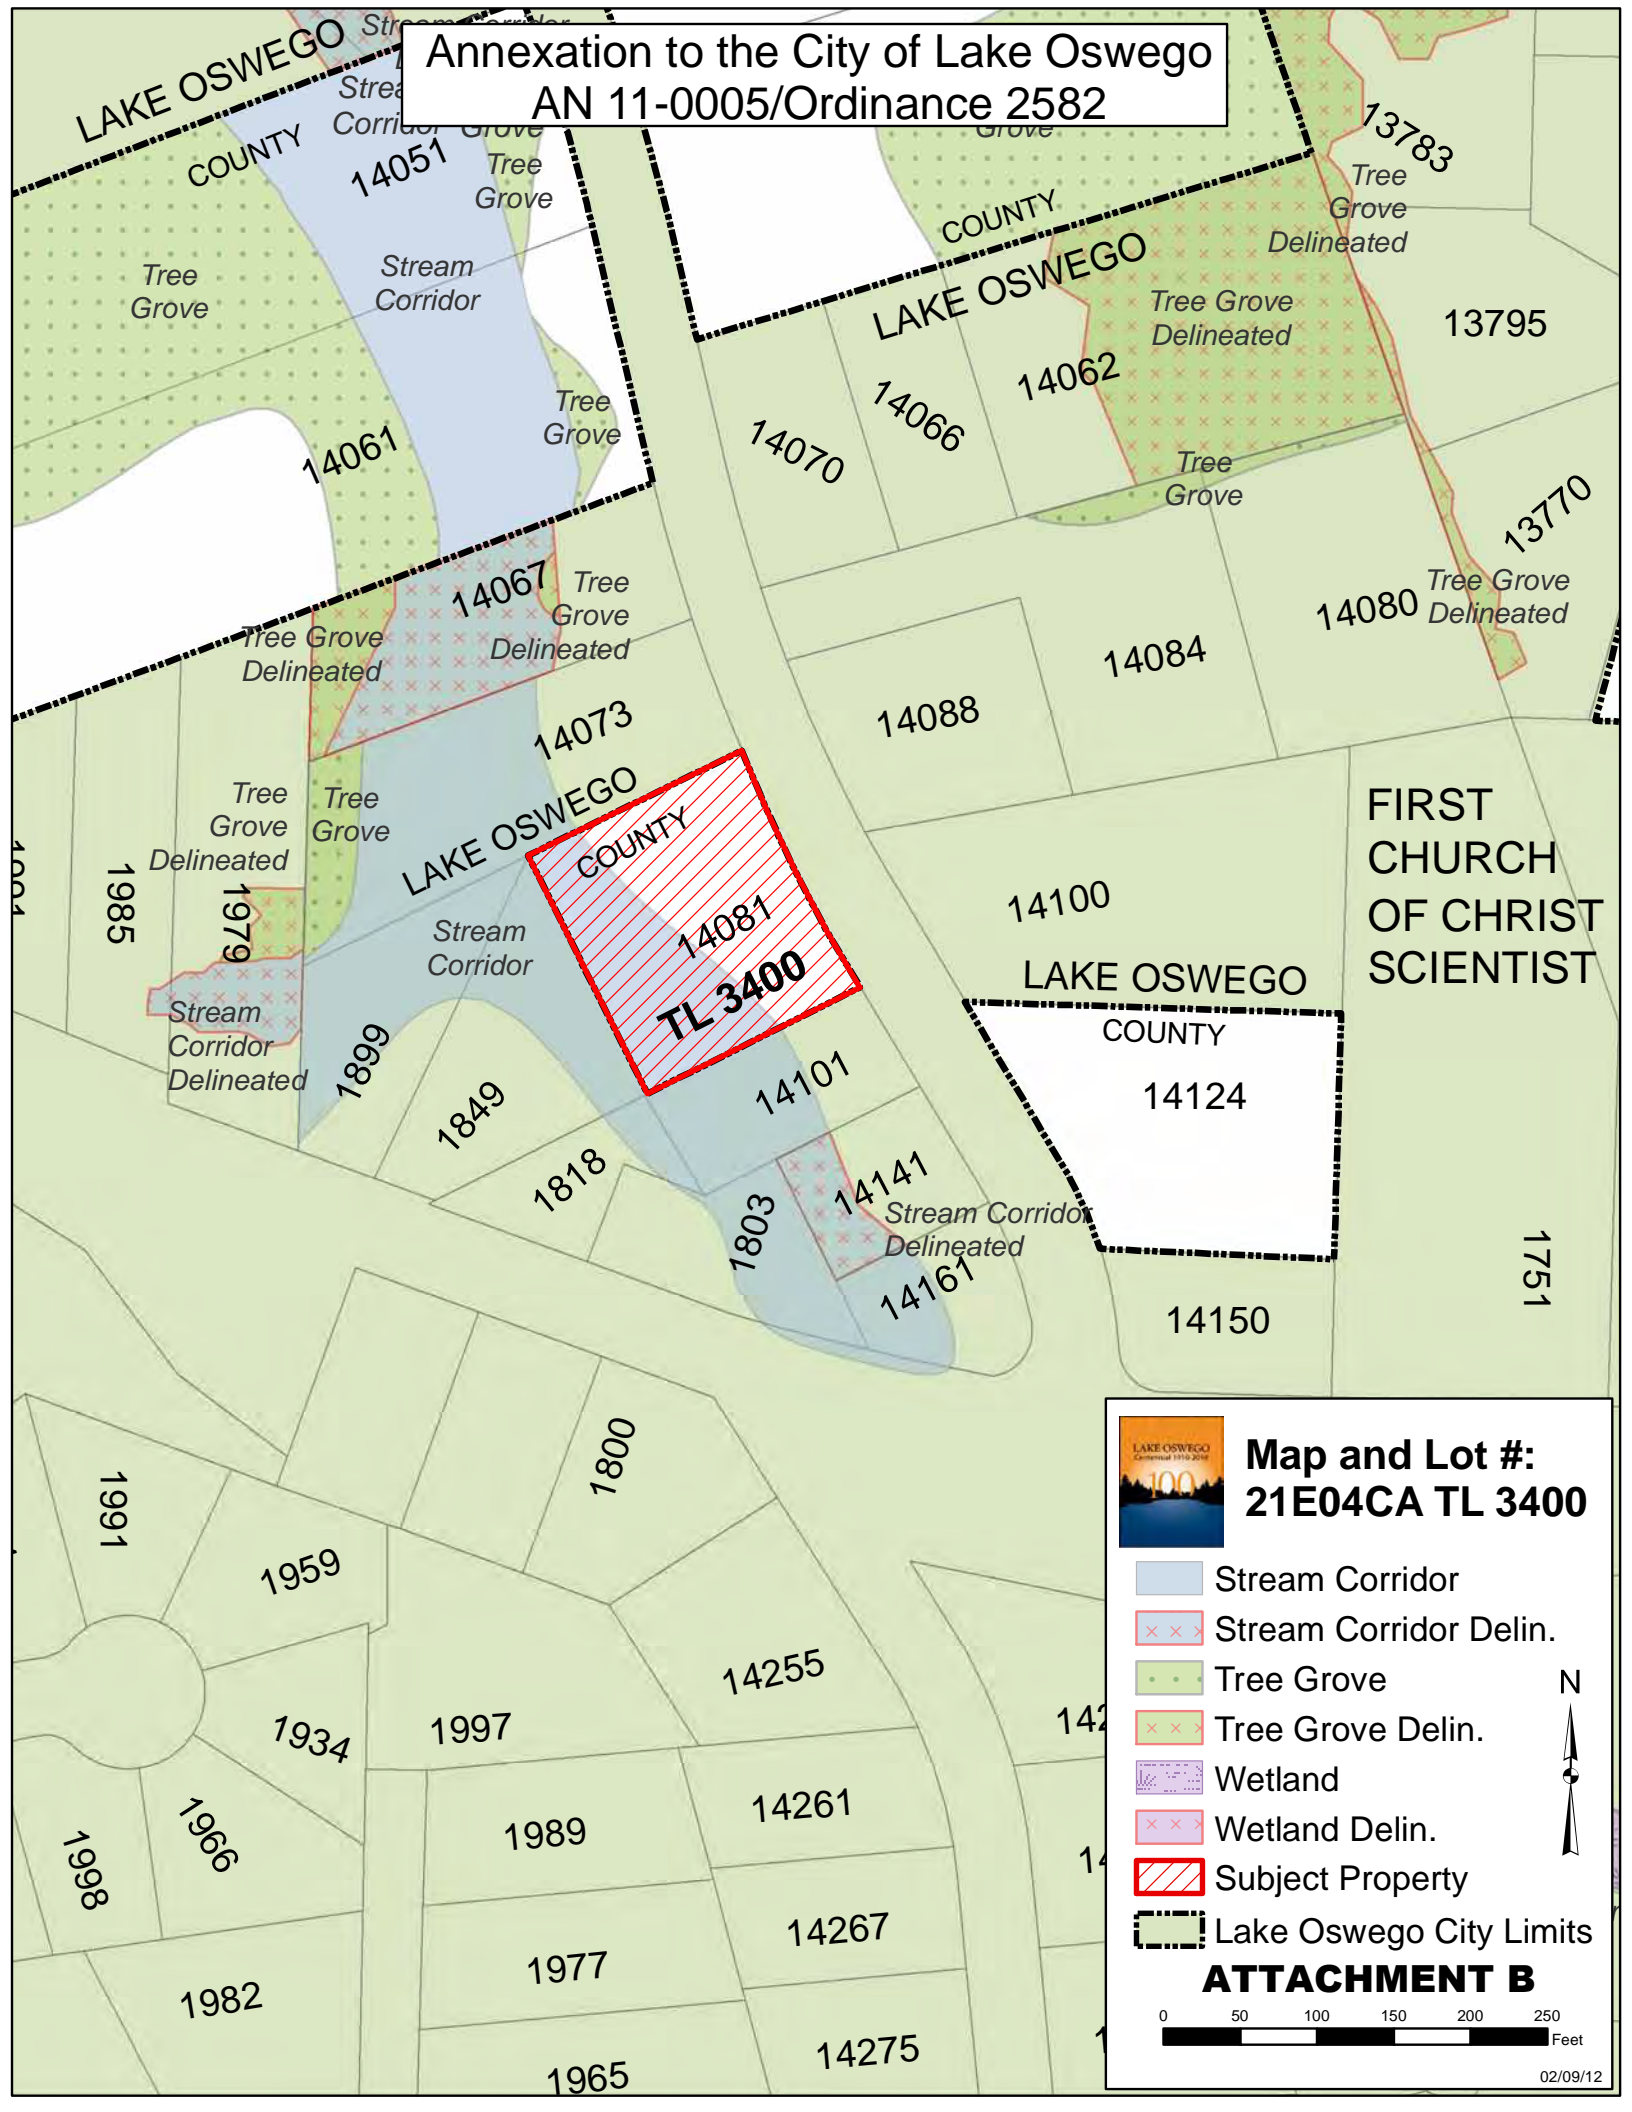 Annexation to the City of Lake Oswego
AN 11-0005/Ordinance 2582
LAKE OSWEGO
COUNTY
14051
Tree
Grove
Stream
Corridor
Tree
Grove
COUNTY
LAKE OSWEGO
13783
Tree
Grove
Delineated
Tree Grove
Delineated
13795
14062
14066
14070
Tree
Grove
14061
Tree
Grove
13770
Tree Grove
Delineated
14080
14084
14088
14067
Tree
Grove
Delineated
Tree Grove
Delineated
14073
LAKE OSWEGO
COUNTY
14081
TL 3400
Tree
Grove
Delineated
Tree
Grove
1985
1979
Stream
Corridor
Stream
Corridor
Delineated
1899
1849
1818
1803
14101
14141
Stream Corridor
Delineated
14161
14100
FIRST
CHURCH
OF CHRIST
SCIENTIST
LAKE OSWEGO
COUNTY
14124
14150
1751
1800
1991
1959
1934
1997
14255
1966
1998
1989
14261
14267
1977
1982
14275
1965
LAKE OSWEGO
Centennial 1910-2010
100
Map and Lot #:
21E04CA TL 3400
Stream Corridor
Stream Corridor Delin.
Tree Grove
Tree Grove Delin.
Wetland
Wetland Delin.
Subject Property
Lake Oswego City Limits
N
ATTACHMENT B
0 50 100 150 200 250
Feet
02/09/12